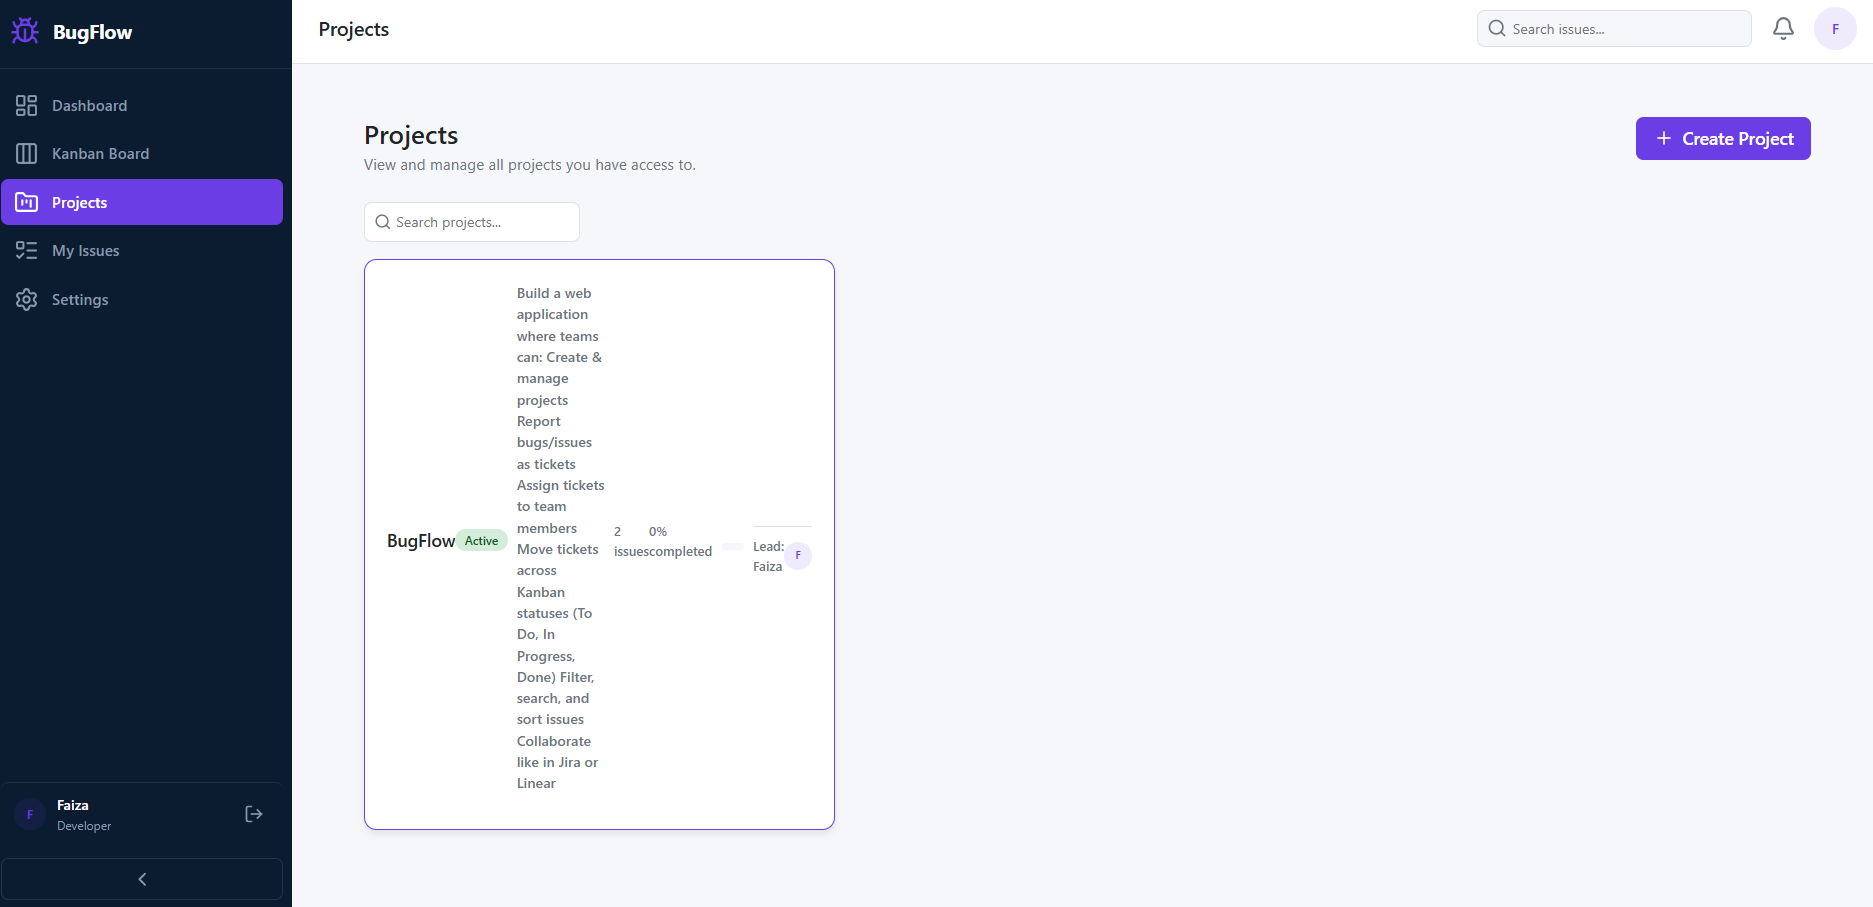 BugFlow
Projects
Search issues...
F
Dashboard
Kanban Board
Projects
My Issues
Settings
Projects
View and manage all projects you have access to.
Create Project
Search projects...
BugFlow
Active
Build a web
application
where teams
can: Create &
manage
projects
Report
bugs/issues
as tickets
Assign tickets
to team
members
Move tickets
across
Kanban
statuses (To
Do, In
Progress,
Done) Filter,
search, and
sort issues
Collaborate
like in Jira or
Linear
2
issues
0%
completed
Lead:
Faiza
F
F
Faiza
Developer